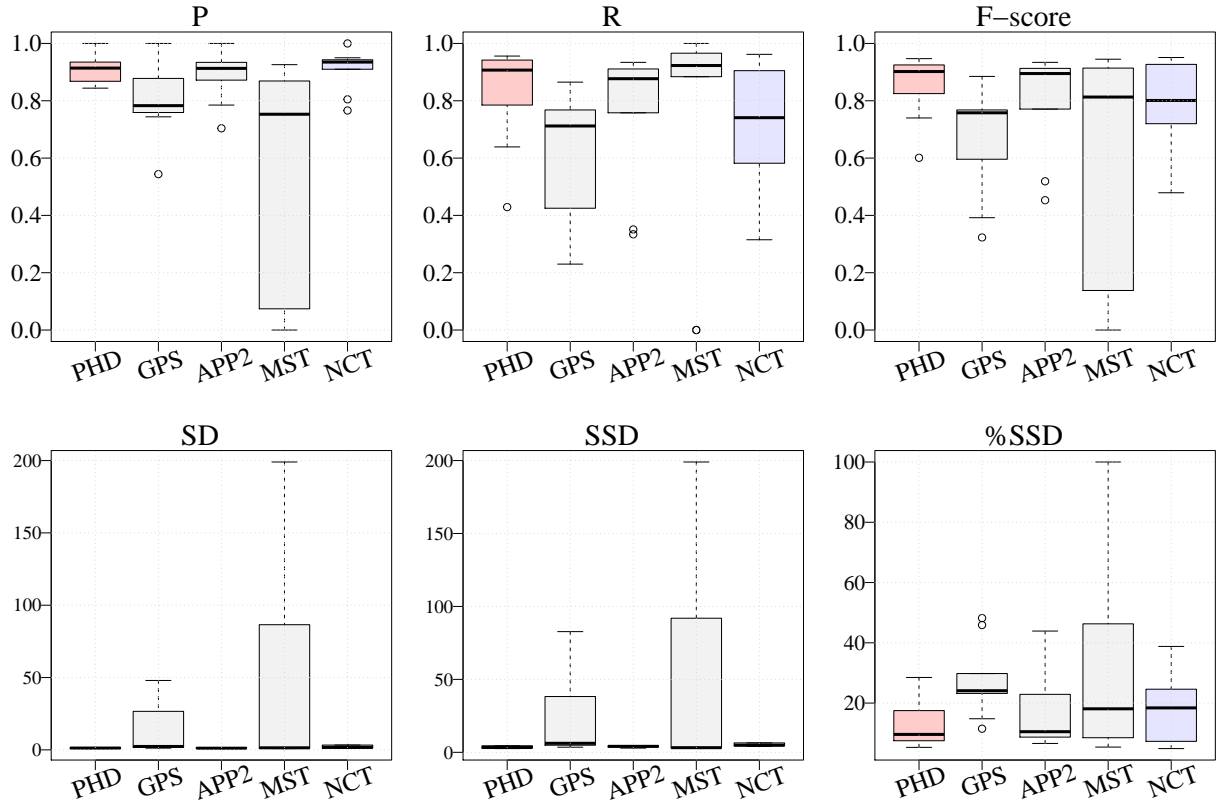 P R F−score
1.0 1.0 1.0
0.8 0.8 0.8
0.6 0.6 0.6
0.4 0.4 0.4
0.2 0.2 0.2
0.0 0.0 0.0
PHD GPS APP2 MST NCT PHD GPS APP2 MST NCT PHD GPS APP2 MST NCT
SD SSD %SSD
200 200 100
150 150 80
100 100 60
50 50 40
0 0 20
PHD GPS APP2 MST NCT PHD GPS APP2 MST NCT PHD GPS APP2 MST NCT